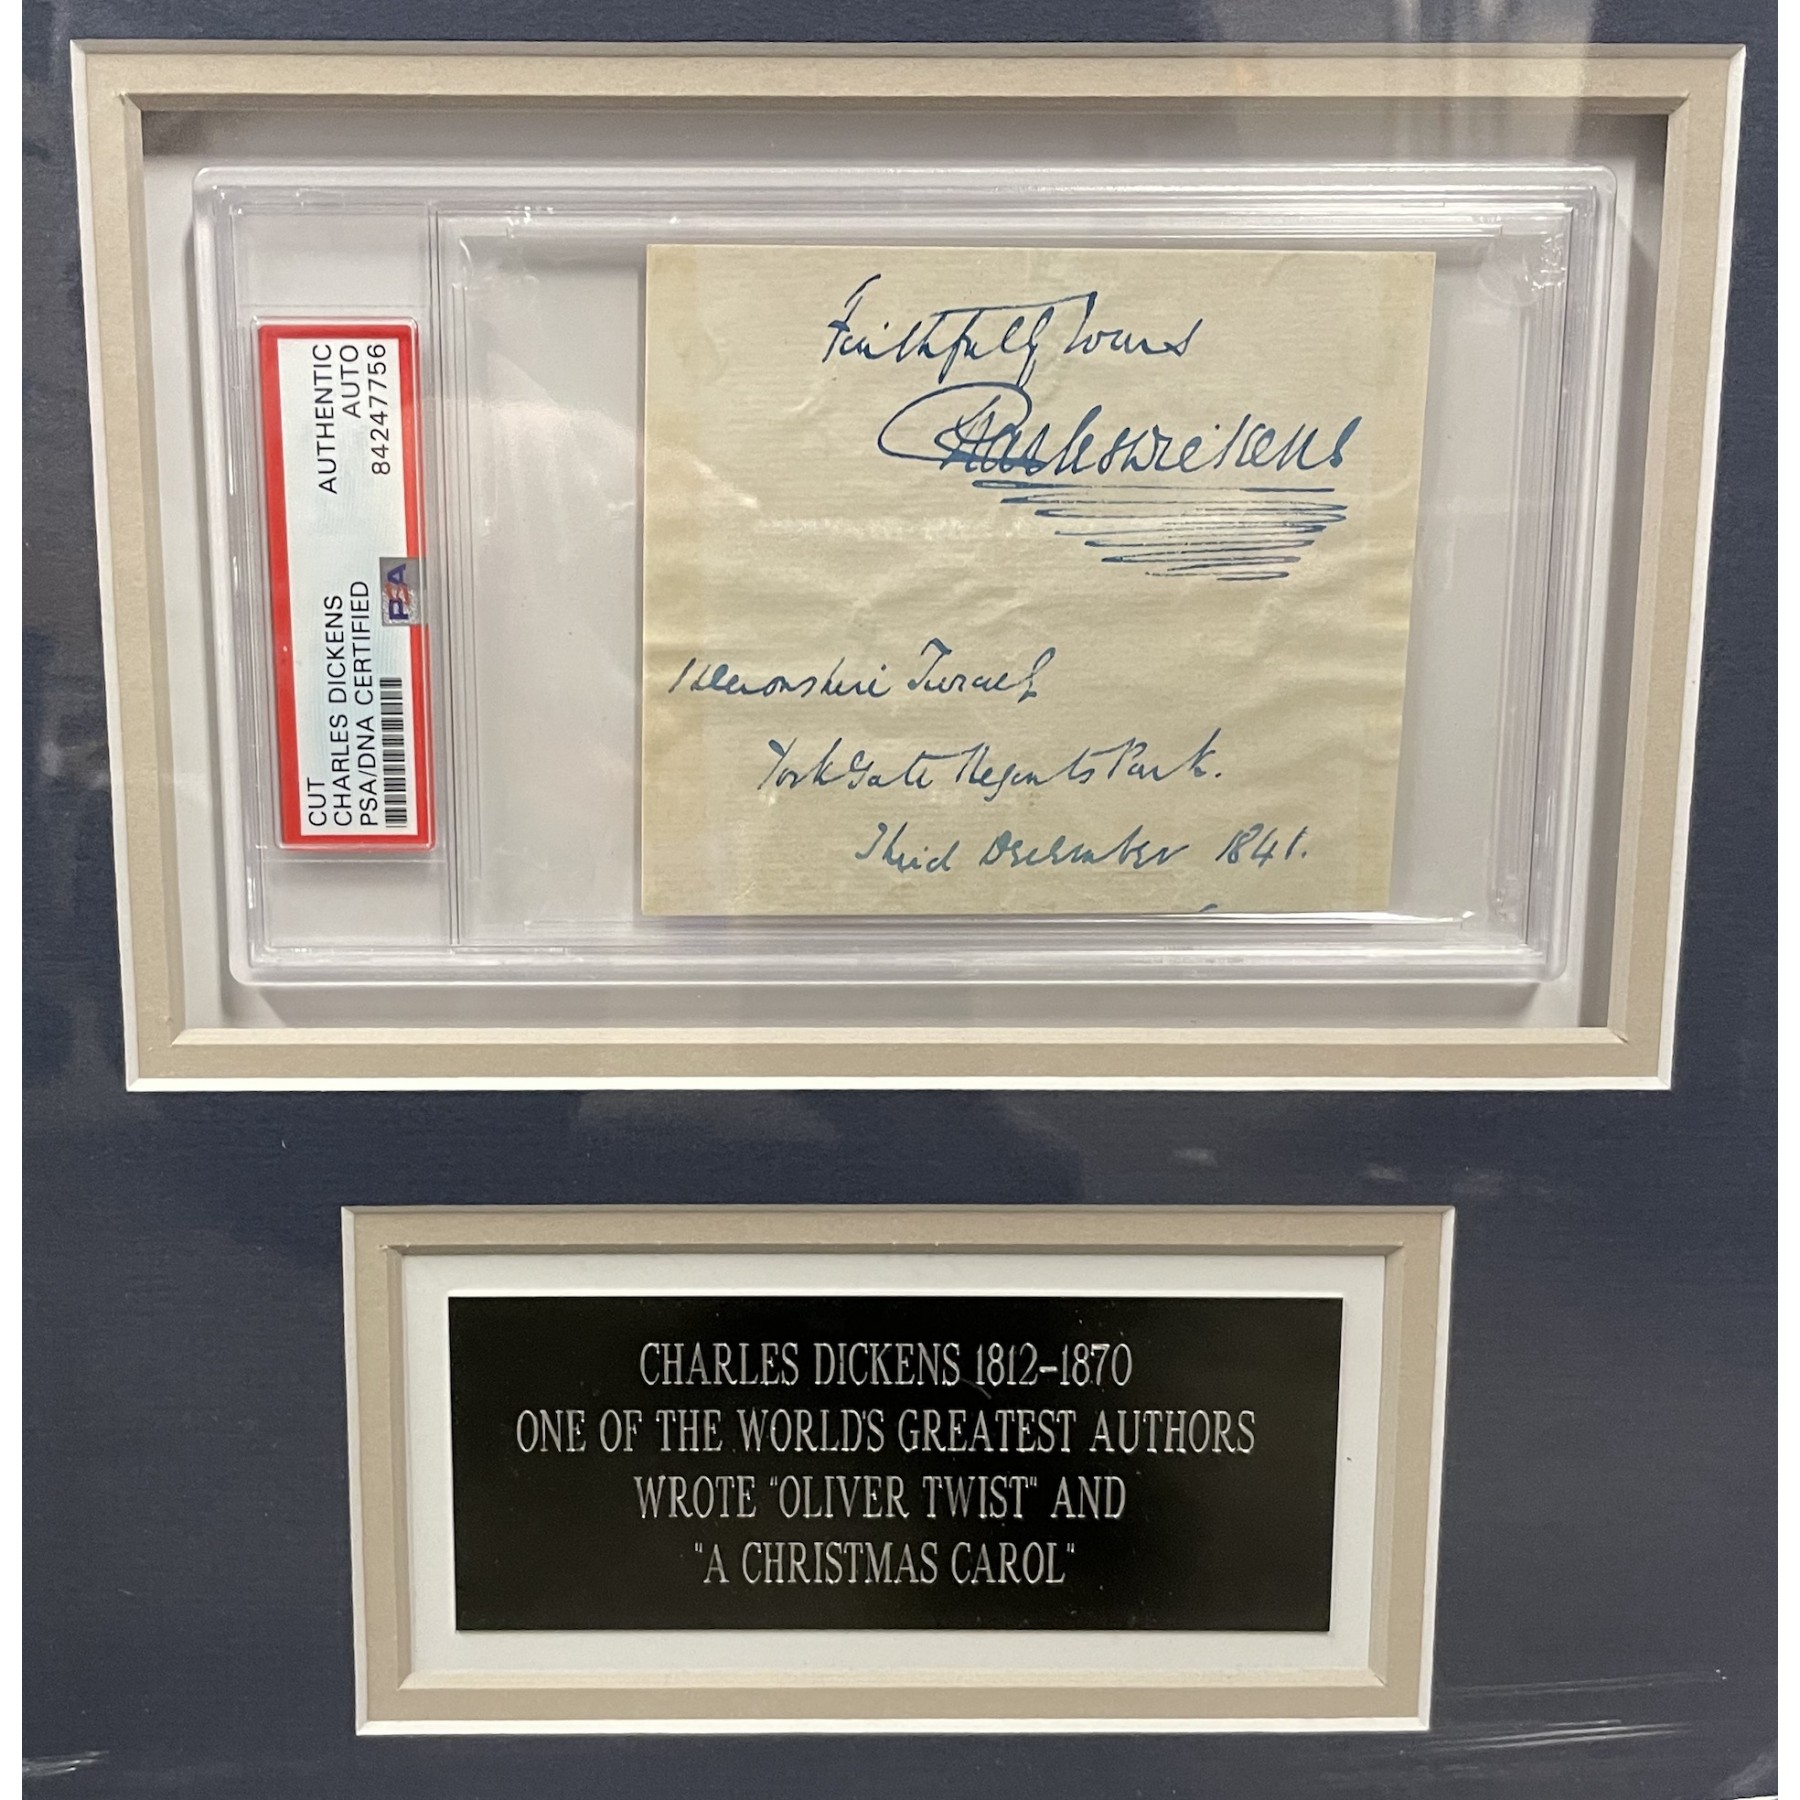 CUT AUTHENTIC
CHARLES DICKENS AUTO
PSA/DNA CERTIFIED 84247756
PSA
Faithfully Yours
Charles Dickens
1 Devonshire Terrace
York Gate Regents Park.
Third December 1841.
CHARLES DICKENS 1812-1870
ONE OF THE WORLD'S GREATEST AUTHORS
WROTE "OLIVER TWIST" AND
"A CHRISTMAS CAROL"